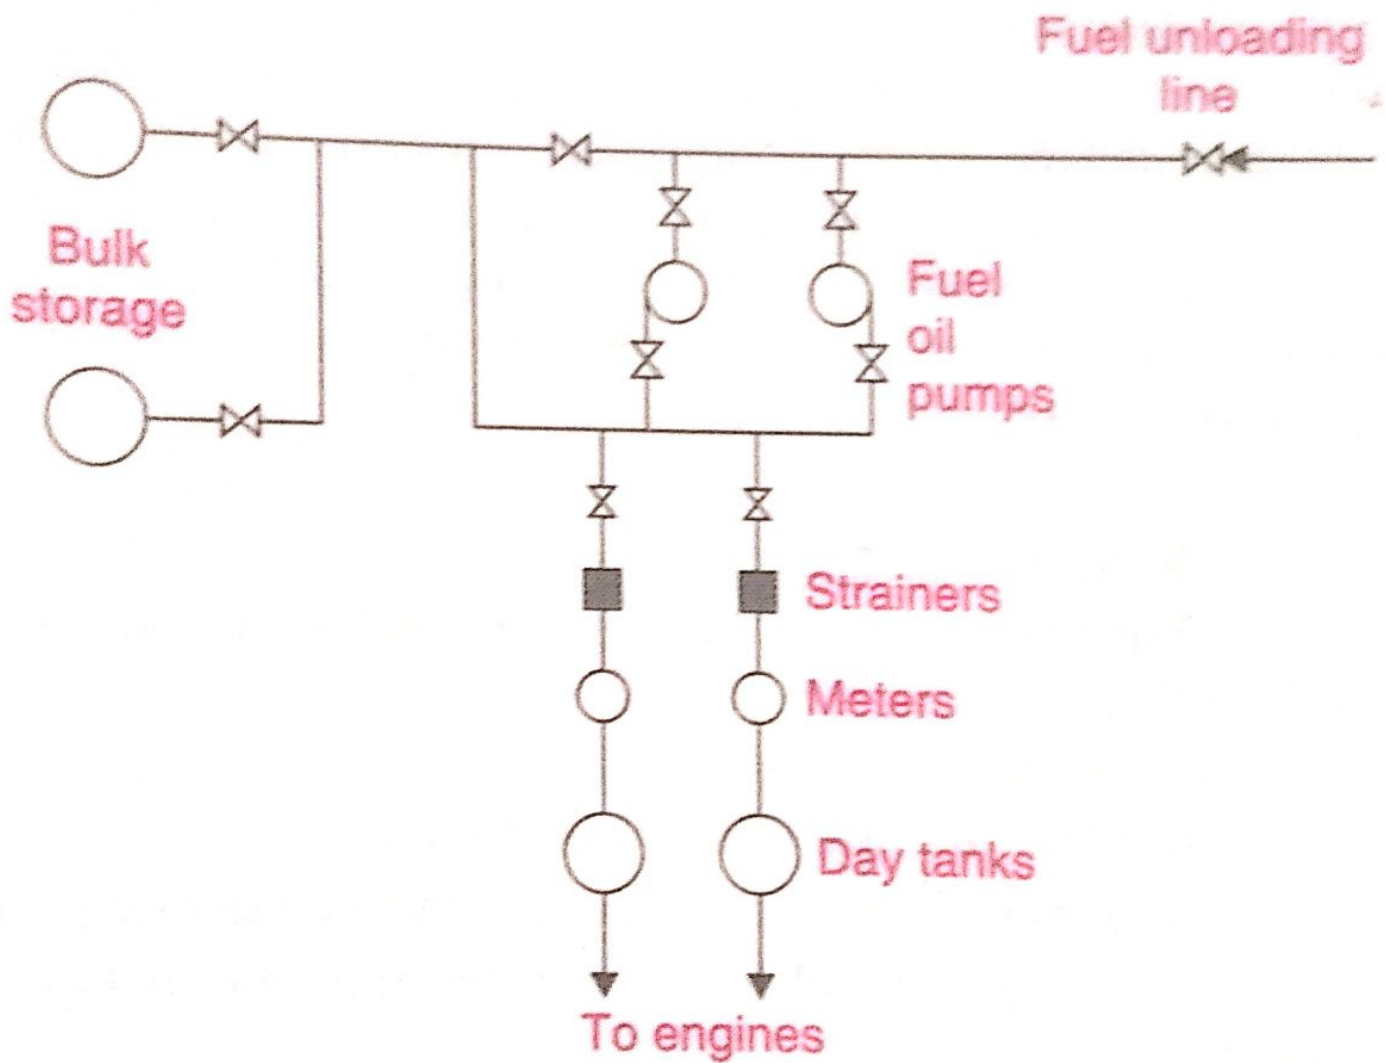 Fuel unloading
line
Bulk
storage
Fuel
oil
pumps
Strainers
Meters
Day tanks
To engines